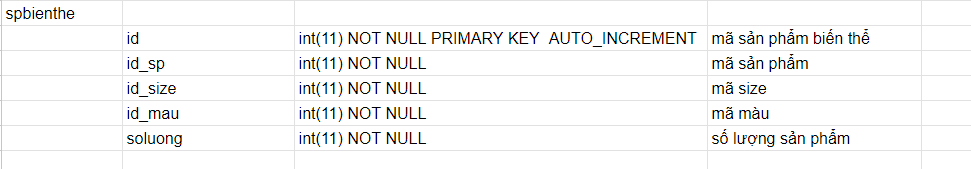 spbienthe
id int(11) NOT NULL PRIMARY KEY AUTO_INCREMENT mã sản phẩm biến thể
id_sp int(11) NOT NULL mã sản phẩm
id_size int(11) NOT NULL mã size
id_mau int(11) NOT NULL mã màu
soluong int(11) NOT NULL số lượng sản phẩm